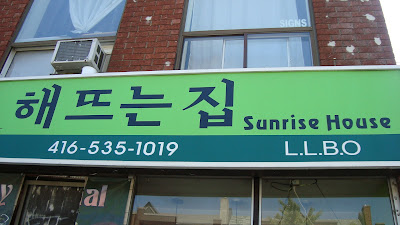 SIGNS
해뜨는집 Sunrise House
416-535-1019 L.L.B.O